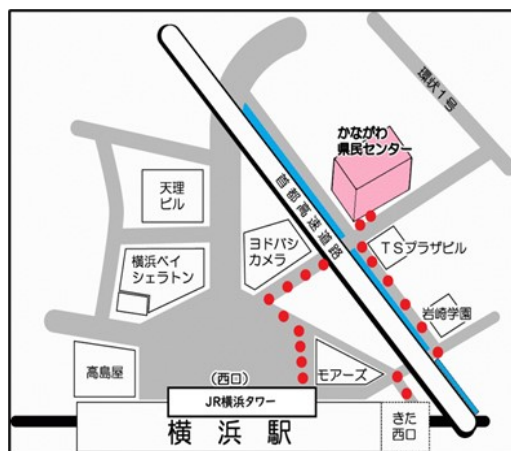 環状1号
かながわ
県民センター
首都高速道路
天理
ビル
ヨドバシ
カメラ
TSプラザビル
横浜ベイ
シェラトン
岩崎学園
高島屋
(西口)
モアーズ
JR横浜タワー
横浜駅
きた
西口